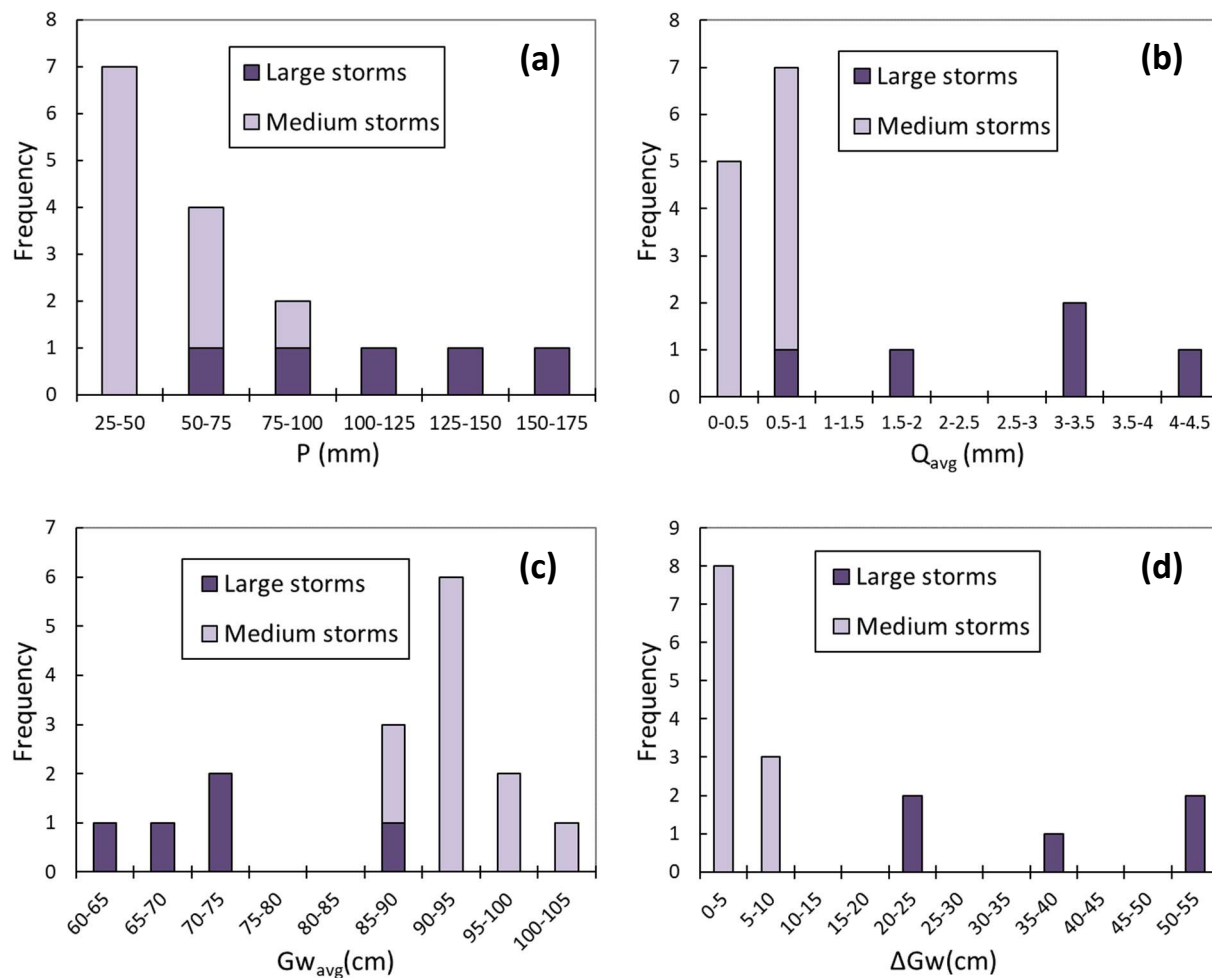 (a)
Large storms
Medium storms
Frequency
8
7
6
5
4
3
2
1
0
25-50 50-75 75-100 100-125 125-150 150-175
P (mm)
(b)
Large storms
Medium storms
Frequency
8
7
6
5
4
3
2
1
0
0-0.5 0.5-1 1-1.5 1.5-2 2-2.5 2.5-3 3-3.5 3.5-4 4-4.5
Qavg (mm)
(c)
Large storms
Medium storms
Frequency
7
6
5
4
3
2
1
0
60-65 65-70 70-75 75-80 80-85 85-90 90-95 95-100 100-105
Gwavg(cm)
(d)
Large storms
Medium storms
Frequency
9
8
7
6
5
4
3
2
1
0
0-5 5-10 10-15 15-20 20-25 25-30 30-35 35-40 40-45 45-50 50-55
ΔGw(cm)